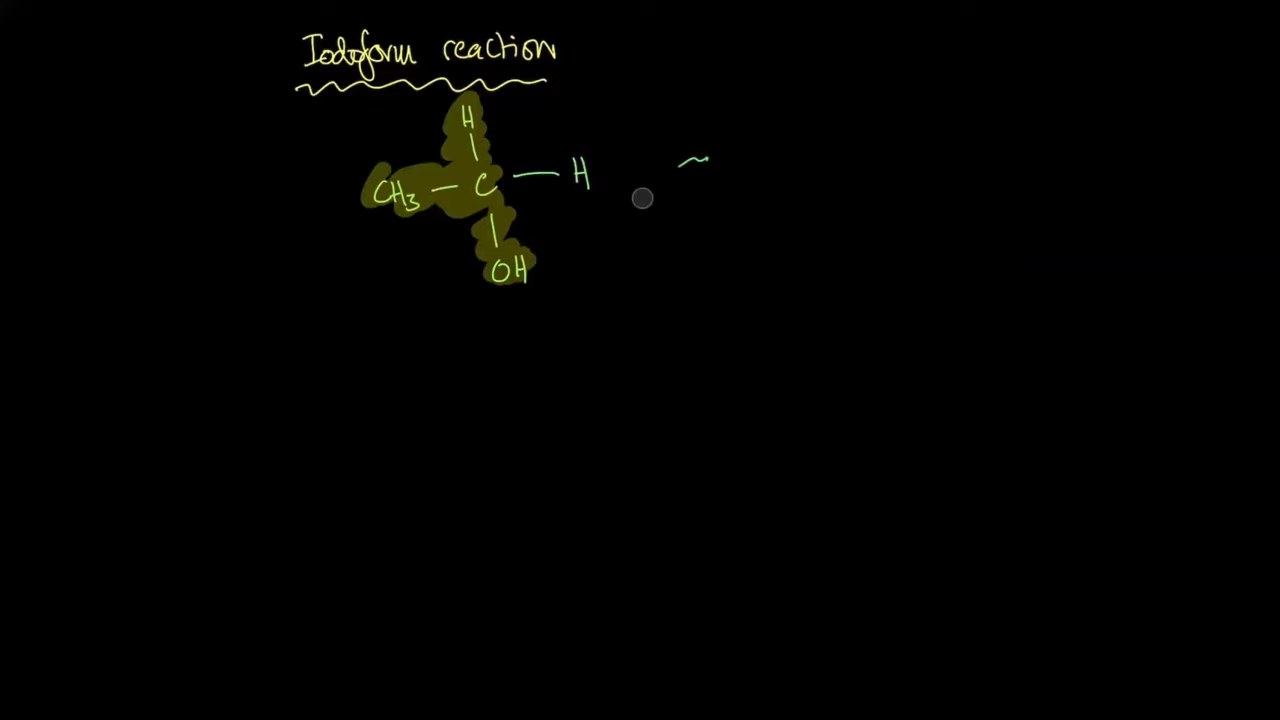 Iodoform reaction
H
CH3 – C – H
OH